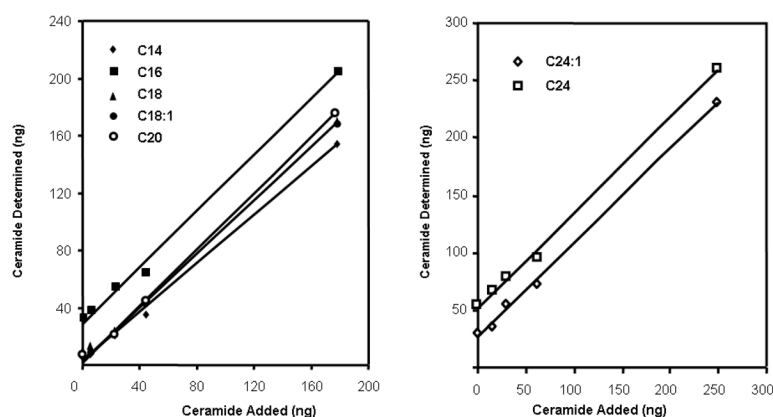 240
200
160
120
80
40
0
40
80
120
160
200
Ceramide Determined (ng)
Ceramide Added (ng)
C14
C16
C18
C18:1
C20
300
250
200
150
100
50
0
0
50
100
150
200
250
300
Ceramide Determined (ng)
Ceramide Added (ng)
C24:1
C24